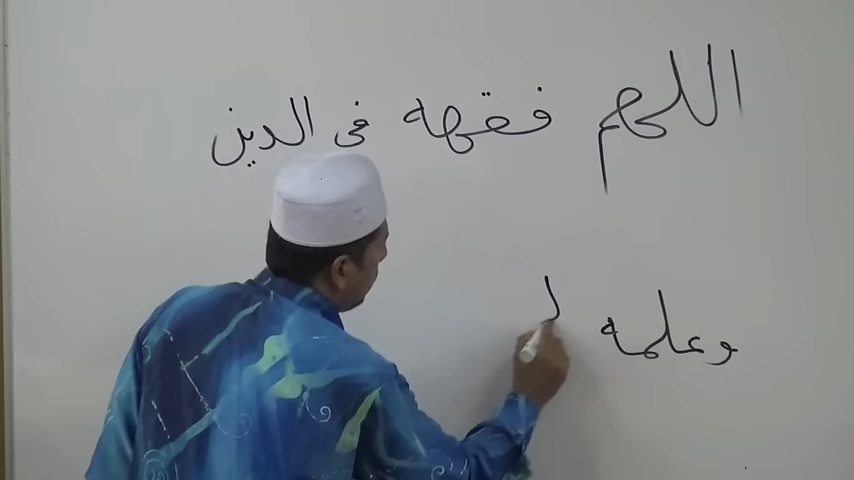 اللهم فقهه فى الدين
وعلمه ا